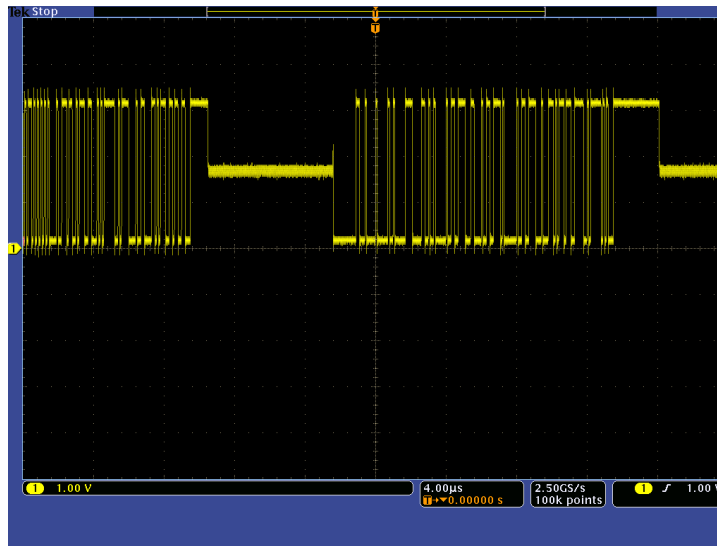 Tek Stop
T
T
1
1 1.00 V
4.00µs
T→▼0.00000 s
2.50GS/s
100k points
1 ∫ 1.00 V